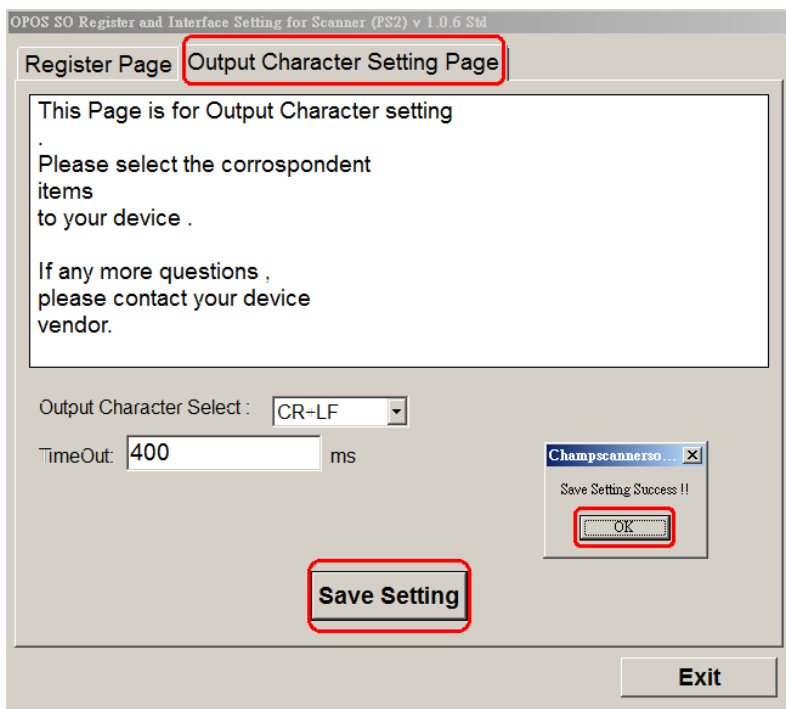 OPOS SO Register and Interface Setting for Scanner (PS2) v 1.0.6 Std
Register Page
Output Character Setting Page
This Page is for Output Character setting
.
Please select the corrospondent
items
to your device .
If any more questions ,
please contact your device
vendor.
Output Character Select :
CR+LF
TimeOut:
400
ms
Champscannerso...
Save Setting Success !!
OK
Save Setting
Exit